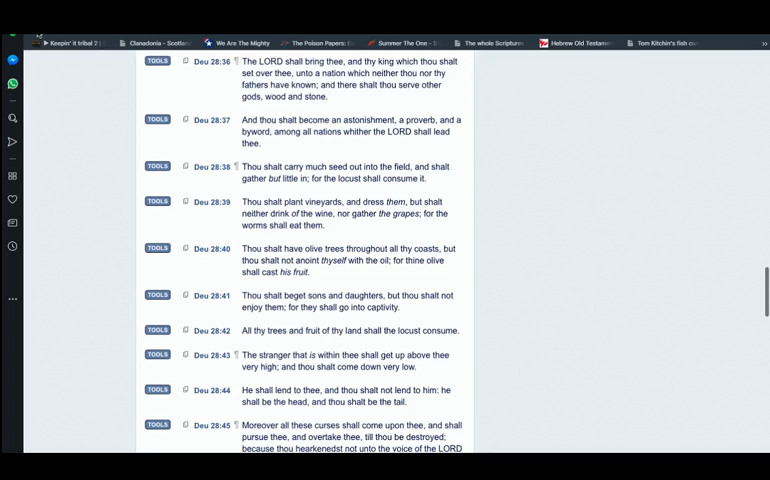 Keepin' it tribal 2 Clanadonia – Scotlan We Are The Mighty The Poison Papers: E Summer The One – S The whole Scripture Hebrew Old Testame Tom Kitchin's fish »
TOOLS Deu 28:36 ¶ The LORD shall bring thee, and thy king which thou shalt
set over thee, unto a nation which neither thou nor thy
fathers have known; and there shalt thou serve other
gods, wood and stone.
TOOLS Deu 28:37 And thou shalt become an astonishment, a proverb, and a
byword, among all nations whither the LORD shall lead
thee.
TOOLS Deu 28:38 ¶ Thou shalt carry much seed out into the field, and shalt
gather but little in; for the locust shall consume it.
TOOLS Deu 28:39 Thou shalt plant vineyards, and dress them, but shalt
neither drink of the wine, nor gather the grapes; for the
worms shall eat them.
TOOLS Deu 28:40 Thou shalt have olive trees throughout all thy coasts, but
thou shalt not anoint thyself with the oil; for thine olive
shall cast his fruit.
TOOLS Deu 28:41 Thou shalt beget sons and daughters, but thou shalt not
enjoy them; for they shall go into captivity.
TOOLS Deu 28:42 All thy trees and fruit of thy land shall the locust consume.
TOOLS Deu 28:43 ¶ The stranger that is within thee shall get up above thee
very high; and thou shalt come down very low.
TOOLS Deu 28:44 He shall lend to thee, and thou shalt not lend to him: he
shall be the head, and thou shalt be the tail.
TOOLS Deu 28:45 ¶ Moreover all these curses shall come upon thee, and shall
pursue thee, and overtake thee, till thou be destroyed;
because thou hearkenedst not unto the voice of the LORD